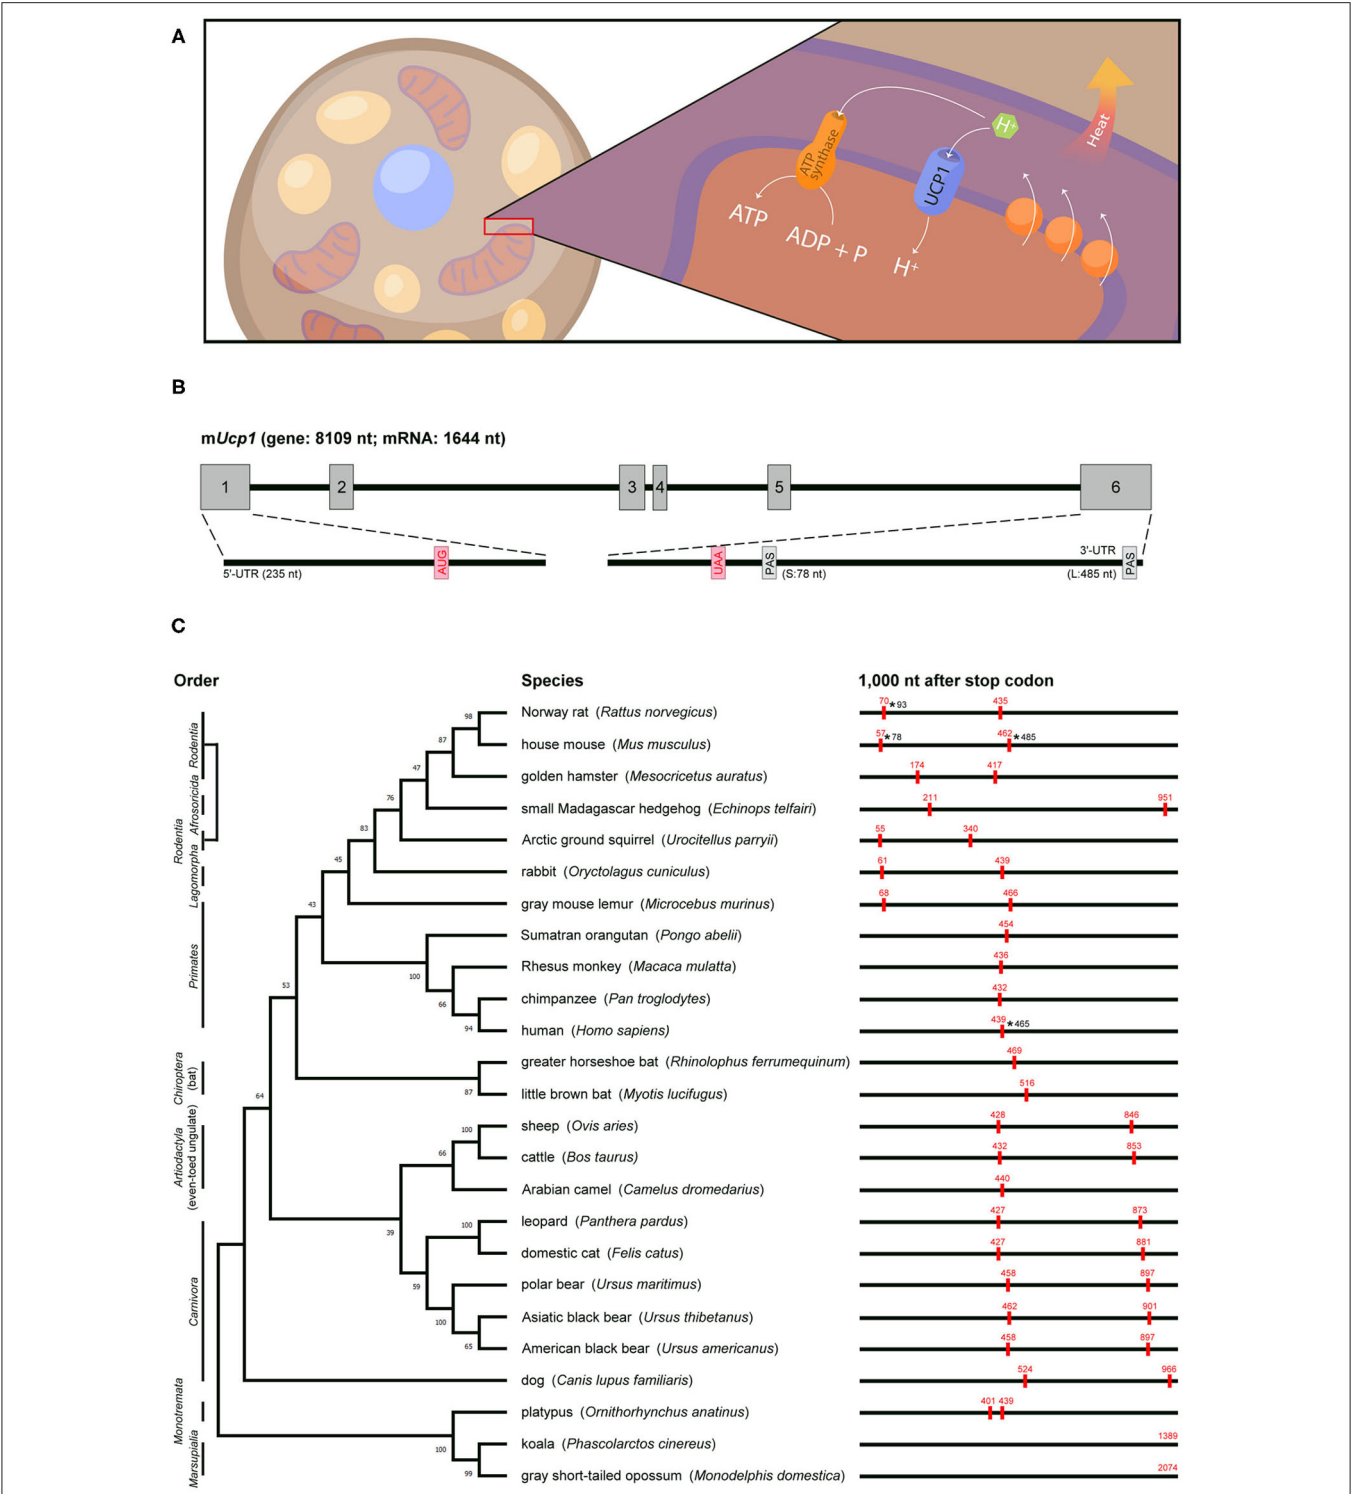 A
ATP synthase
H+
UCP1
Heat
ATP
ADP + P
H+
B
mUcp1 (gene: 8109 nt; mRNA: 1644 nt)
1 2 3 4 5 6
AUG
5'-UTR (235 nt)
UAA
PAS
(S:78 nt)
3'-UTR
(L:485 nt)
PAS
C
Order Species 1,000 nt after stop codon
Norway rat (Rattus norvegicus) 70 *93 435
house mouse (Mus musculus) 57 *78 462 *485
golden hamster (Mesocricetus auratus) 174 417
small Madagascar hedgehog (Echinops telfairi) 211 951
Arctic ground squirrel (Urocitellus parryii) 55 340
rabbit (Oryctolagus cuniculus) 61 439
gray mouse lemur (Microcebus murinus) 68 466
Sumatran orangutan (Pongo abelii) 454
Rhesus monkey (Macaca mulatta) 436
chimpanzee (Pan troglodytes) 432
human (Homo sapiens) 439 *465
greater horseshoe bat (Rhinolophus ferrumequinum) 469
little brown bat (Myotis lucifugus) 516
sheep (Ovis aries) 428 846
cattle (Bos taurus) 432 853
Arabian camel (Camelus dromedarius) 440
leopard (Panthera pardus) 427 873
domestic cat (Felis catus) 427 881
polar bear (Ursus maritimus) 458 897
Asiatic black bear (Ursus thibetanus) 462 901
American black bear (Ursus americanus) 458 897
dog (Canis lupus familiaris) 524 966
platypus (Ornithorhynchus anatinus) 401 439
koala (Phascolarctos cinereus) 1389
gray short-tailed opossum (Monodelphis domestica) 2074
Rodentia
Afrosoricida
Rodentia
Lagomorpha
Primates
Chiroptera
(bat)
Artiodactyla
(even-toed ungulate)
Carnivora
Monotremata
Marsupialia
98
87
47
76
83
45
43
100
66
94
53
87
64
100
66
39
100
59
100
65
100
99